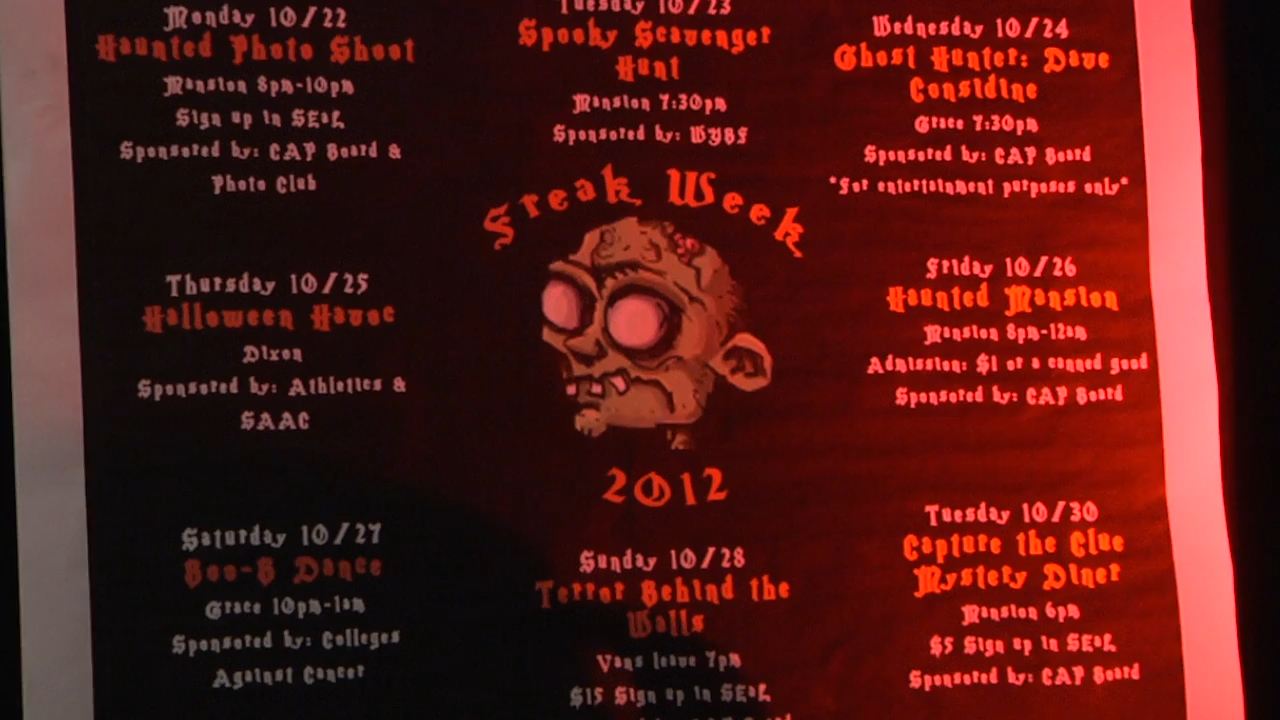 Monday 10/22
Haunted Photo Shoot
Mansion 8pm-10pm
Sign up in SEAL
Sponsored by: CAP Board &
Photo Club
Tuesday 10/23
Spooky Scavenger
Hunt
Mansion 7:30pm
Sponsored by: WYBF
Wednesday 10/24
Ghost Hunter: Dave
Considine
Grace 7:30pm
Sponsored by: CAP Board
*For entertainment purposes only*
Freak Week
2012
Thursday 10/25
Halloween Havoc
Dixon
Sponsored by: Athletics &
SAAC
Friday 10/26
Haunted Mansion
Mansion 8pm-12am
Admission: $1 or a canned good
Sponsored by: CAP Board
Saturday 10/27
Boo-B Dance
Grace 10pm-1am
Sponsored by: Colleges
Against Cancer
Sunday 10/28
Terror Behind the
Walls
Vans leave 7pm
$15 Sign up in SEAL
Tuesday 10/30
Capture the Clue
Mystery Diner
Mansion 6pm
$5 Sign up in SEAL
Sponsored by: CAP Board